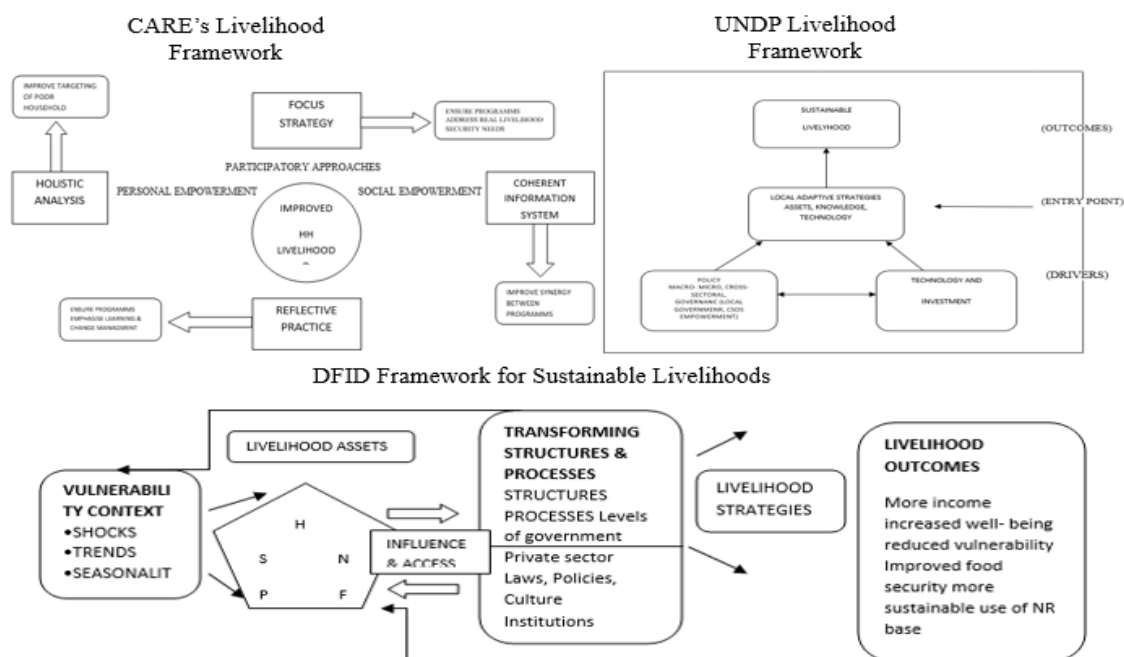 CARE's Livelihood
Framework
UNDP Livelihood
Framework
IMPROVE TARGETING
OF POOR
HOUSEHOLD
FOCUS
STRATEGY
ENSURE PROGRAMMS
ADDRESS REAL LIVELIHOOD
SECURITY NEEDS
PARTICIPATORY APPROACHES
HOLISTIC
ANALYSIS
PERSONAL EMPOWERMENT
SOCIAL EMPOWERMENT
COHERENT
INFORMATION
SYSTEM
IMPROVED
HH
LIVELIHOOD
ENSURE PROGRAMMS
EMPHASISE LEARNING &
CHANGE MANAGMENT
REFLECTIVE
PRACTICE
IMPROVE SYNERGY
BETWEEN
PROGRAMMS
SUSTAINABLE
LIVELYHOOD
(OUTCOMES)
LOCAL ADAPTIVE STRATEGIES
ASSETS, KNOWLEDGE,
TECHNOLOGY
(ENTRY POINT)
(DRIVERS)
POLICY
MACRO- MICRO, CROSS-
SECTORAL,
GOVERNANE (LOCAL
GOVERNMENR, CSOS
EMPOWERMENT)
TECHNOLOGY AND
INVESTMENT
DFID Framework for Sustainable Livelihoods
VULNERABILI
TY CONTEXT
•SHOCKS
•TRENDS
•SEASONALIT
LIVELIHOOD ASSETS
H
S N
P F
INFLUENCE
& ACCESS
TRANSFORMING
STRUCTURES &
PROCESSES
STRUCTURES
PROCESSES Levels
of government
Private sector
Laws, Policies,
Culture
Institutions
LIVELIHOOD
STRATEGIES
LIVELIHOOD
OUTCOMES
More income
increased well- being
reduced vulnerability
Improved food
security more
sustainable use of NR
base